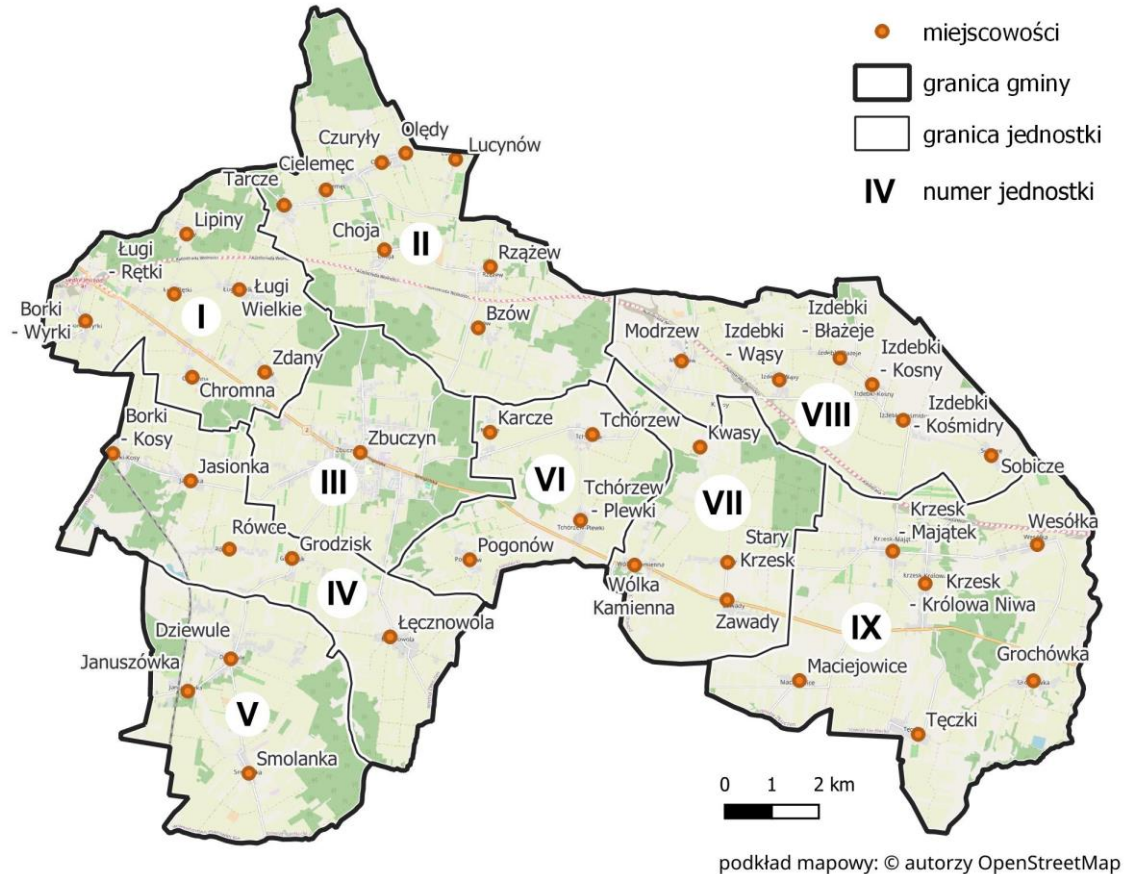 miejscowości
granica gminy
granica jednostki
IV numer jednostki
Olędy
Czuryły
Lucynów
Cielemęc
Tarcze
Lipiny
Choja
II
Ługi
- Rętki
Rzążew
Borki
- Wyrki
I
Ługi
Wielkie
Bzów
Izdebki
- Błażeje
Modrzew
Izdebki
- Wąsy
Izdebki
- Kosny
Zdany
Chromna
Borki
- Kosy
Karcze
Tchórzew
VIII
Izdebki
- Kośmidry
Kwasy
Zbuczyn
Sobicze
Jasionka
III
VI
Tchórzew
- Plewki
VII
Krzesk
- Majątek
Wesółka
Rówce
Grodzisk
Pogonów
Stary
Krzesk
Wólka
Kamienna
Krzesk
- Królowa Niwa
IV
Zawady
Łęcznowola
Dziewule
IX
Januszówka
Maciejowice
Grochówka
V
Tęczki
Smolanka
0 1 2 km
podkład mapowy: © autorzy OpenStreetMap